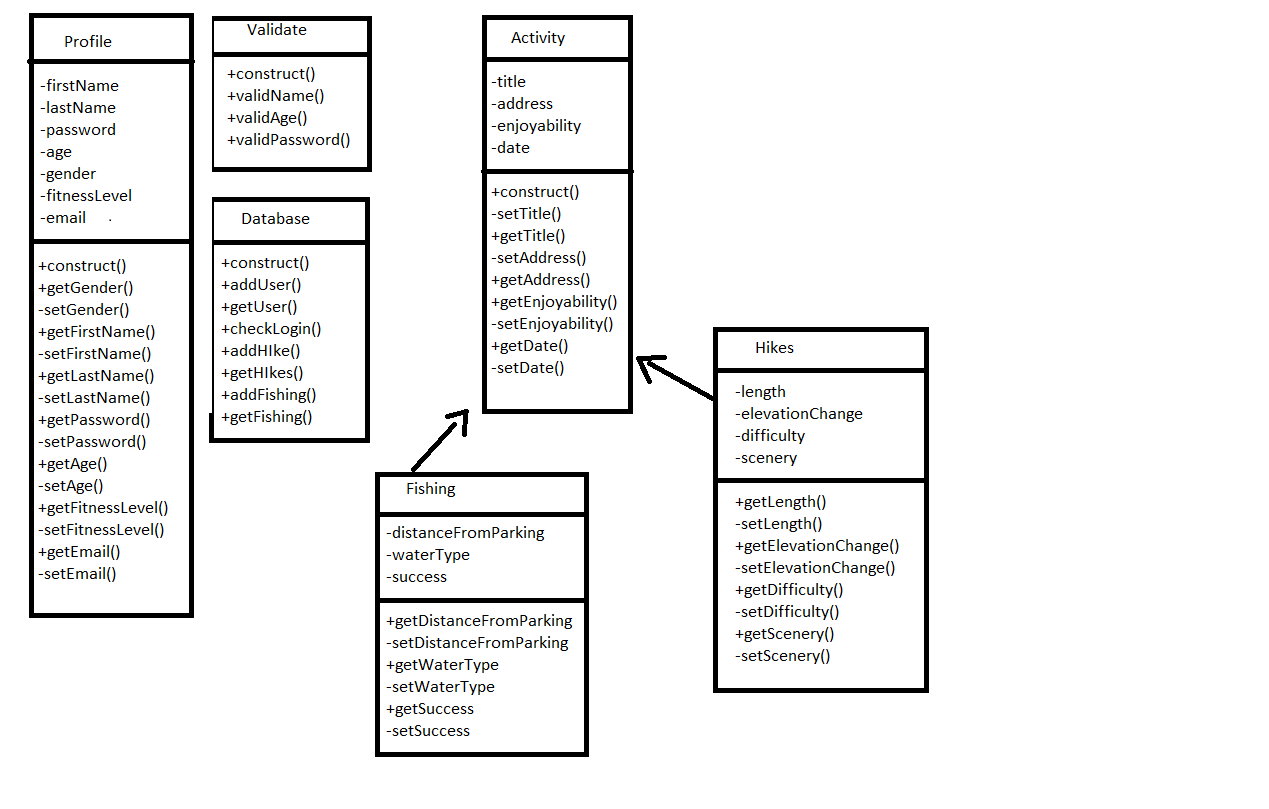 Profile
-firstName
-lastName
-password
-age
-gender
-fitnessLevel
-email
+construct()
+getGender()
-setGender()
+getFirstName()
-setFirstName()
+getLastName()
-setLastName()
+getPassword()
-setPassword()
+getAge()
-setAge()
+getFitnessLevel()
-setFitnessLevel()
+getEmail()
-setEmail()
Validate
+construct()
+validName()
+validAge()
+validPassword()
Database
+construct()
+addUser()
+getUser()
+checkLogin()
+addHIke()
+getHIkes()
+addFishing()
+getFishing()
Activity
-title
-address
-enjoyability
-date
+construct()
-setTitle()
+getTitle()
-setAddress()
+getAddress()
+getEnjoyability()
-setEnjoyability()
+getDate()
-setDate()
Fishing
-distanceFromParking
-waterType
-success
+getDistanceFromParking
-setDistanceFromParking
+getWaterType
-setWaterType
+getSuccess
-setSuccess
Hikes
-length
-elevationChange
-difficulty
-scenery
+getLength()
-setLength()
+getElevationChange()
-setElevationChange()
+getDifficulty()
-setDifficulty()
+getScenery()
-setScenery()